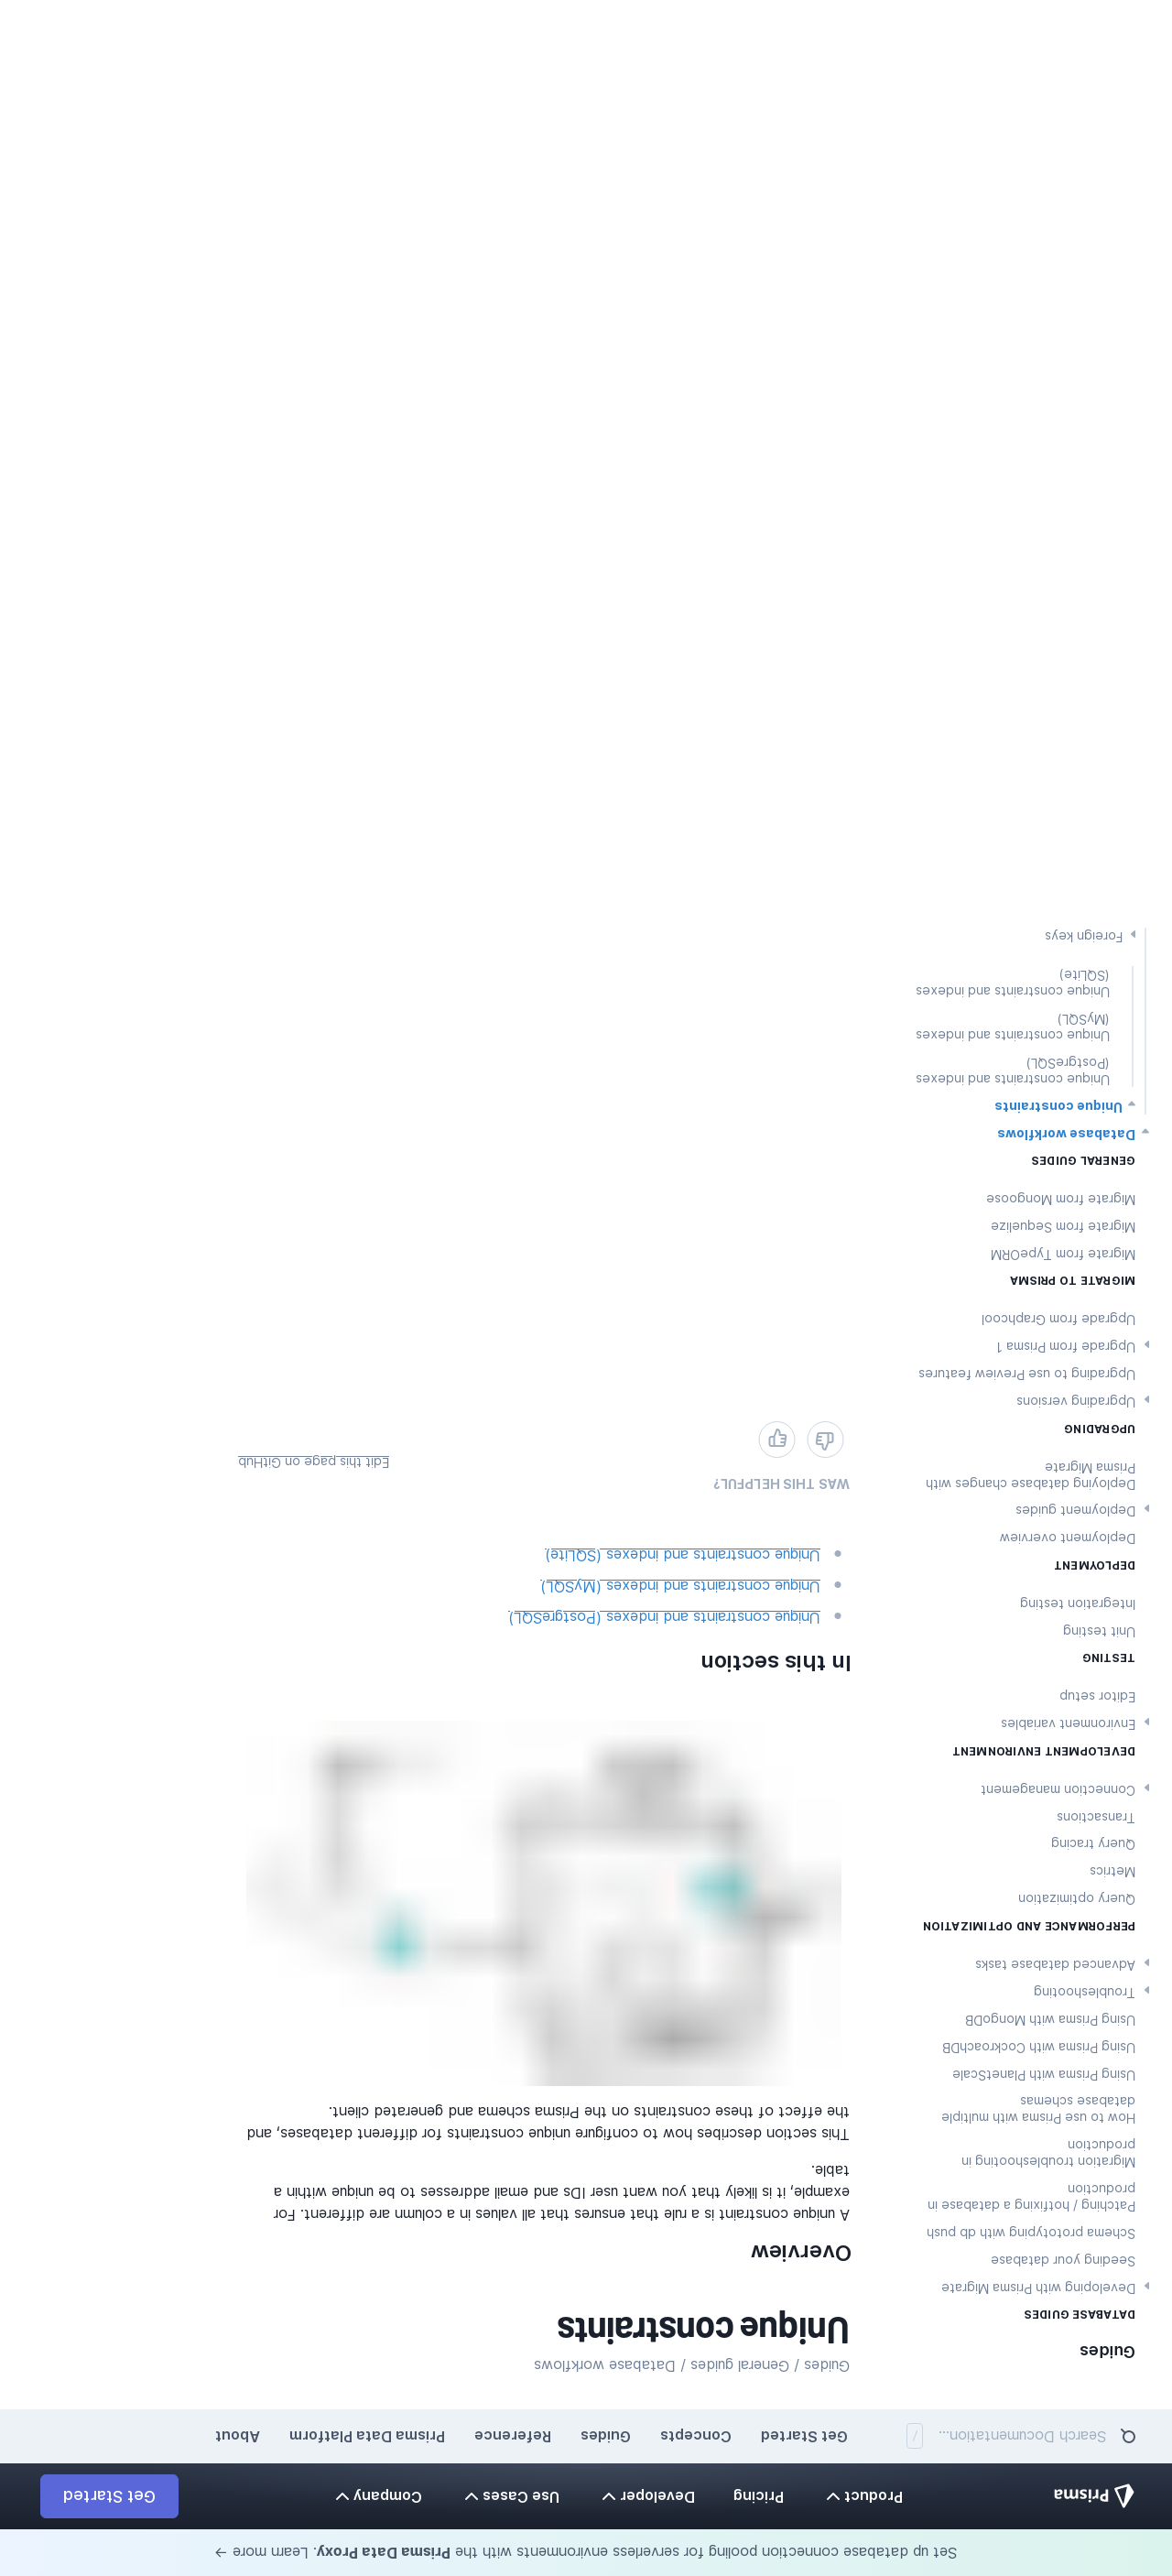 Set up database connection pooling for serverless environments with the Prisma Data Proxy. Learn more →
Prisma
Product
Pricing
Developer
Use Cases
Company
Get Started
Search Documentation...
/
Get Started
Concepts
Guides
Reference
Prisma Data Platform
About
Guides
DATABASE GUIDES
Developing with Prisma Migrate
Seeding your database
Schema prototyping with db push
Patching / hotfixing a database in
production
Migration troubleshooting in
production
How to use Prisma with multiple
database schemas
Using Prisma with PlanetScale
Using Prisma with CockroachDB
Using Prisma with MongoDB
Troubleshooting
Advanced database tasks
PERFORMANCE AND OPTIMIZATION
Query optimization
Metrics
Query tracing
Transactions
Connection management
DEVELOPMENT ENVIRONMENT
Environment variables
Editor setup
TESTING
Unit testing
Integration testing
DEPLOYMENT
Deployment overview
Deployment guides
Deploying database changes with
Prisma Migrate
UPGRADING
Upgrading versions
Upgrading to use Preview features
Upgrade from Prisma 1
Upgrade from Graphcool
MIGRATE TO PRISMA
Migrate from TypeORM
Migrate from Sequelize
Migrate from Mongoose
GENERAL GUIDES
Database workflows
Unique constraints
Unique constraints and indexes
(PostgreSQL)
Unique constraints and indexes
(MySQL)
Unique constraints and indexes
(SQLite)
Foreign keys
Guides / General guides / Database workflows
Unique constraints
Overview
A unique constraint is a rule that ensures that all values in a column are different. For
example, it is likely that you want user IDs and email addresses to be unique within a
table.
This section describes how to configure unique constraints for different databases, and
the effect of these constraints on the Prisma schema and generated client.
In this section
Unique constraints and indexes (PostgreSQL)
Unique constraints and indexes (MySQL)
Unique constraints and indexes (SQLite)
WAS THIS HELPFUL?
Edit this page on GitHub